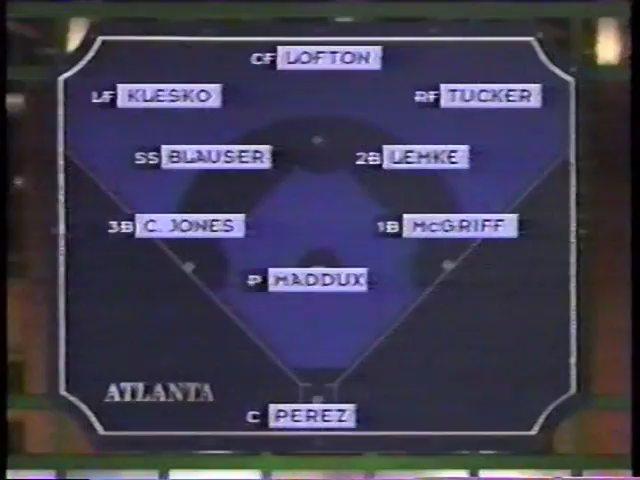 CF LOFTON
LF KLESKO
RF TUCKER
SS BLAUSER
2B LEMKE
3B C. JONES
1B McGRIFF
P MADDUX
ATLANTA
C PEREZ